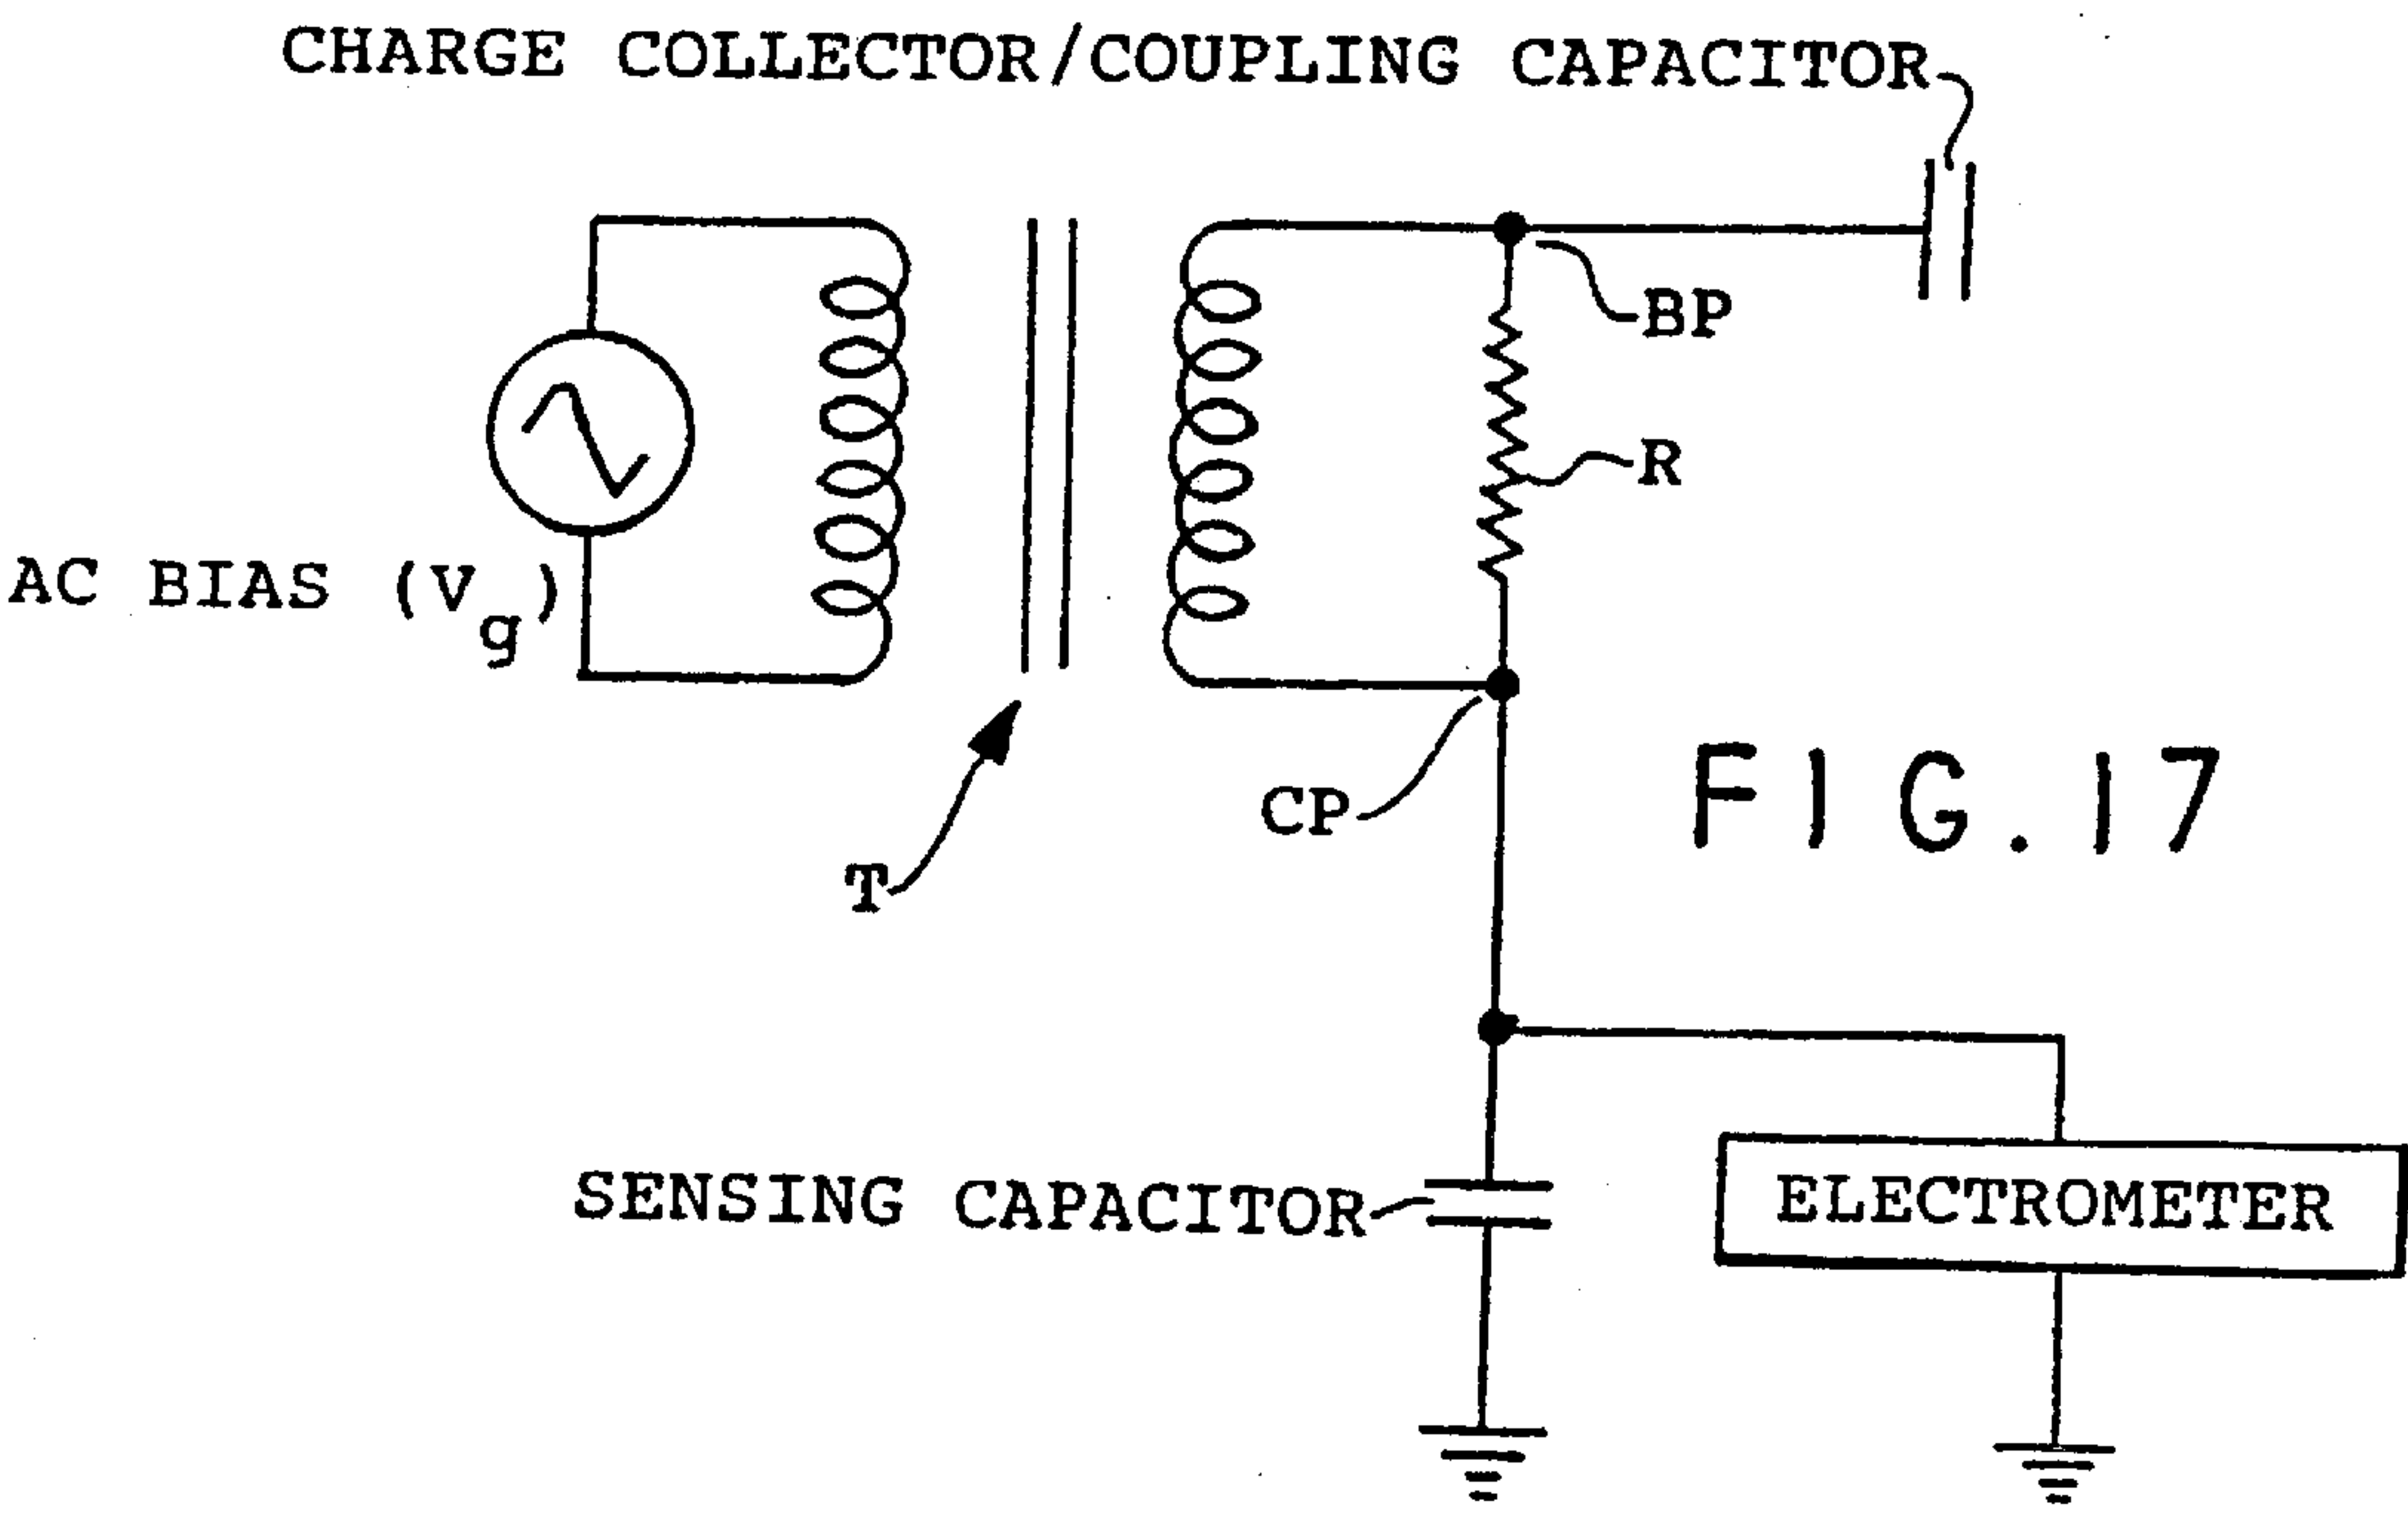 CHARGE COLLECTOR/COUPLING CAPACITOR
BP
R
AC BIAS (Vg)
CP
FIG.17
T
SENSING CAPACITOR
ELECTROMETER